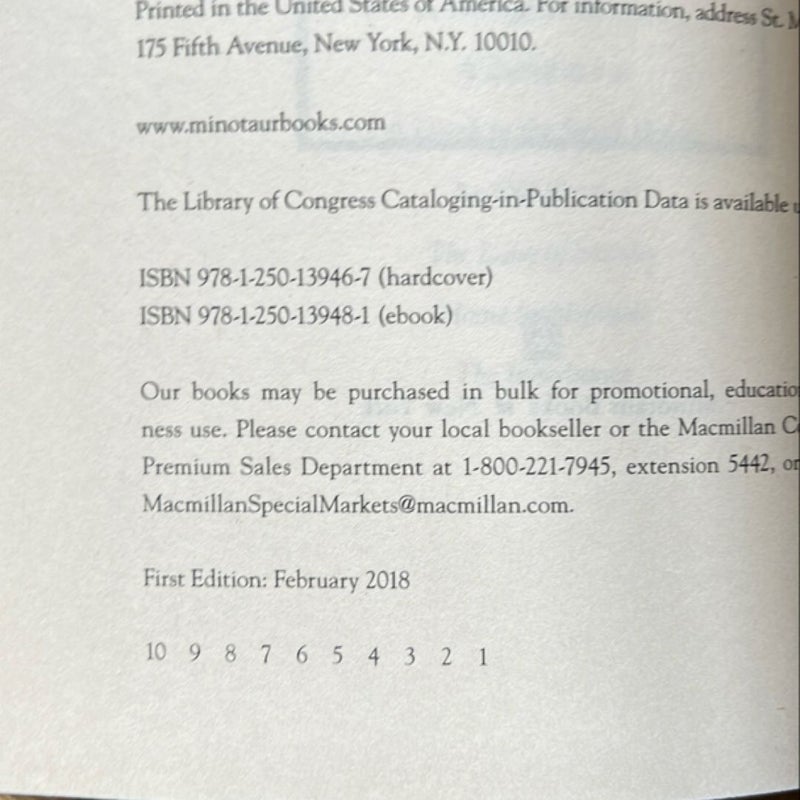 Printed in the United States of America. For information, address St.
175 Fifth Avenue, New York, N.Y. 10010.
www.minotaurbooks.com
The Library of Congress Cataloging-in-Publication Data is available
ISBN 978-1-250-13946-7 (hardcover)
ISBN 978-1-250-13948-1 (ebook)
Our books may be purchased in bulk for promotional, educatio
ness use. Please contact your local bookseller or the Macmillan
Premium Sales Department at 1-800-221-7945, extension 5442, or
MacmillanSpecialMarkets@macmillan.com.
First Edition: February 2018
10 9 8 7 6 5 4 3 2 1